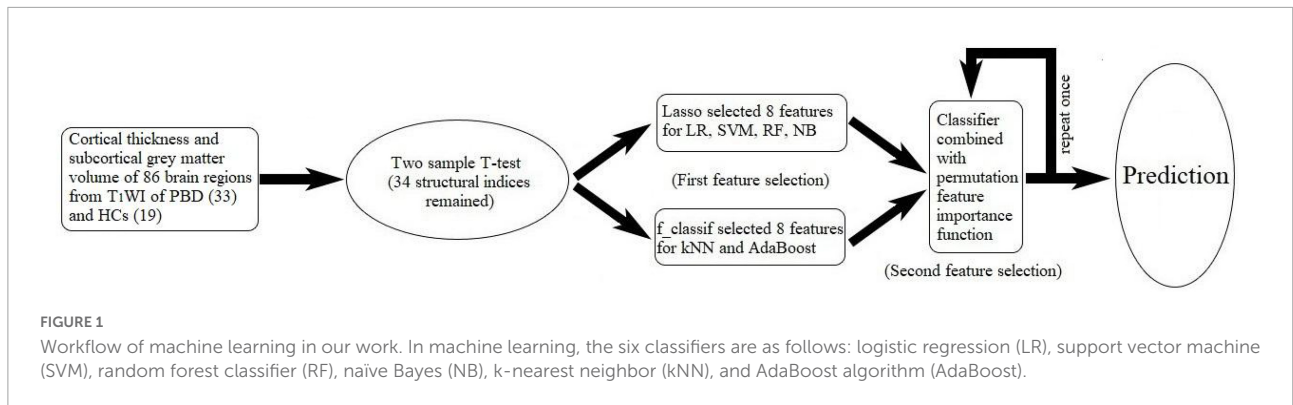 Cortical thickness and
subcortical grey matter
volume of 86 brain regions
from T1WI of PBD (33)
and HCs (19)
Two sample T-test
(34 structural indices
remained)
Lasso selected 8 features
for LR, SVM, RF, NB
(First feature selection)
f_classif selected 8 features
for kNN and AdaBoost
Classifier
combined
with
permutation
feature
importance
function
(Second feature selection)
repeat once
Prediction
FIGURE 1
Workflow of machine learning in our work. In machine learning, the six classifiers are as follows: logistic regression (LR), support vector machine
(SVM), random forest classifier (RF), naïve Bayes (NB), k-nearest neighbor (kNN), and AdaBoost algorithm (AdaBoost).